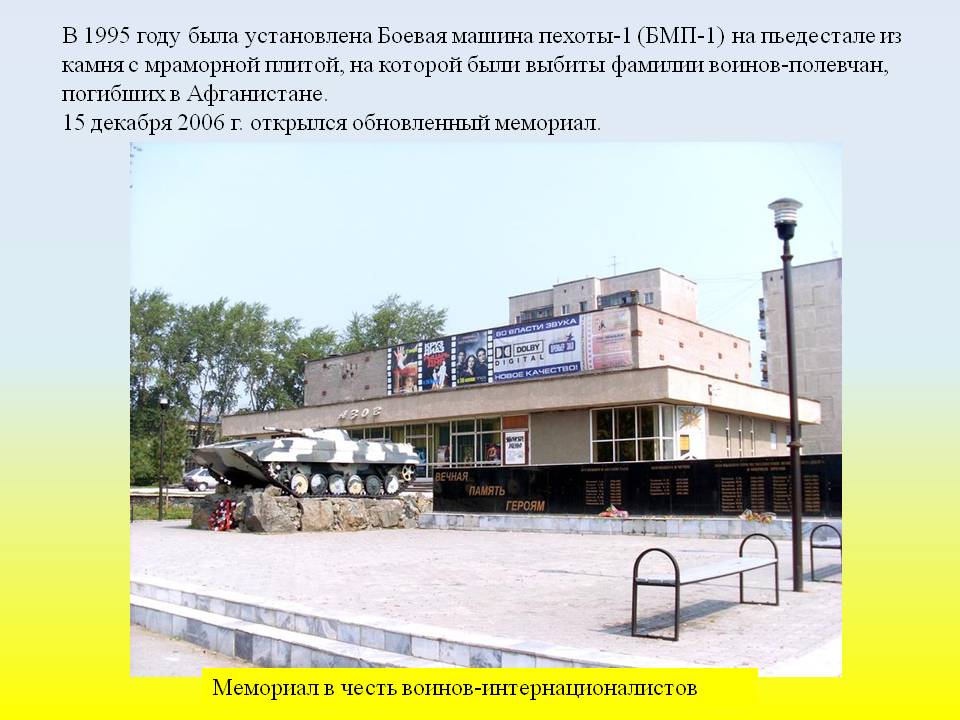 В 1995 году была установлена Боевая машина пехоты-1 (БМП-1) на пьедестале из
камня с мраморной плитой, на которой были выбиты фамилии воинов-полевчан,
погибших в Афганистане.
15 декабря 2006 г. открылся обновленный мемориал.
ВО ВЛАСТИ ЗВУКА
DOLBY
DIGITAL
НОВОЕ КАЧЕСТВО!
АЗОВ
ВЕЧНАЯ
ПАМЯТЬ
ГЕРОЯМ
Мемориал в честь воинов-интернационалистов